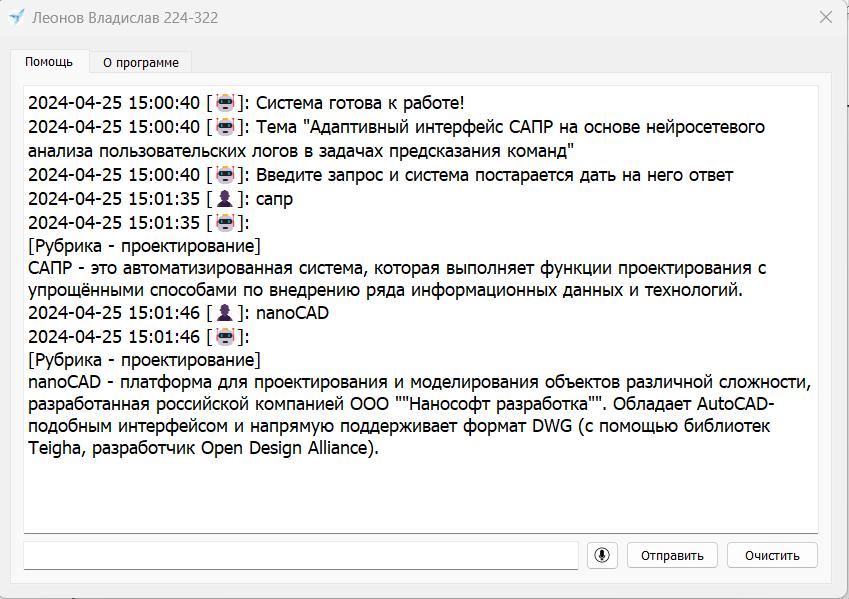 Леонов Владислав 224-322
Помощь
О программе
2024-04-25 15:00:40 [🤖]: Система готова к работе!
2024-04-25 15:00:40 [🤖]: Тема "Адаптивный интерфейс САПР на основе нейросетевого
анализа пользовательских логов в задачах предсказания команд"
2024-04-25 15:00:40 [🤖]: Введите запрос и система постарается дать на него ответ
2024-04-25 15:01:35 [👤]: сапр
2024-04-25 15:01:35 [🤖]:
[Рубрика - проектирование]
САПР - это автоматизированная система, которая выполняет функции проектирования с
упрощёнными способами по внедрению ряда информационных данных и технологий.
2024-04-25 15:01:46 [👤]: nanoCAD
2024-04-25 15:01:46 [🤖]:
[Рубрика - проектирование]
nanoCAD - платформа для проектирования и моделирования объектов различной сложности,
разработанная российской компанией ООО ""Нанософт разработка"". Обладает AutoCAD-
подобным интерфейсом и напрямую поддерживает формат DWG (с помощью библиотек
Teigha, разработчик Open Design Alliance).
Отправить
Очистить